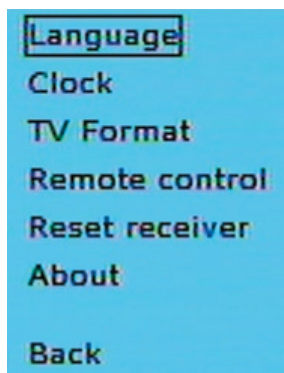 Language
Clock
TV Format
Remote control
Reset receiver
About
Back